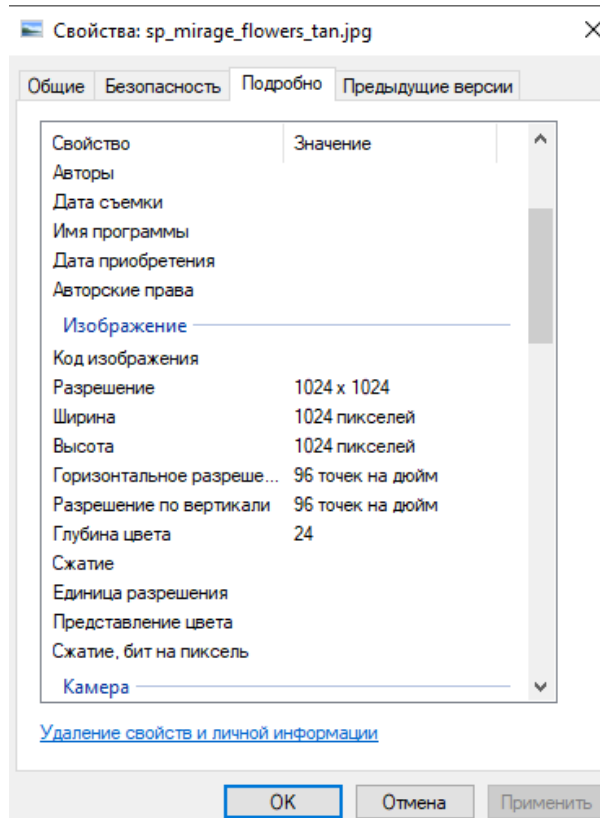 Свойства: sp_mirage_flowers_tan.jpg
Общие Безопасность Подробно Предыдущие версии
Свойство Значение
Авторы
Дата съемки
Имя программы
Дата приобретения
Авторские права
Изображение
Код изображения
Разрешение 1024 x 1024
Ширина 1024 пикселей
Высота 1024 пикселей
Горизонтальное разреше... 96 точек на дюйм
Разрешение по вертикали 96 точек на дюйм
Глубина цвета 24
Сжатие
Единица разрешения
Представление цвета
Сжатие, бит на пиксель
Камера
Удаление свойств и личной информации
OK Отмена Применить